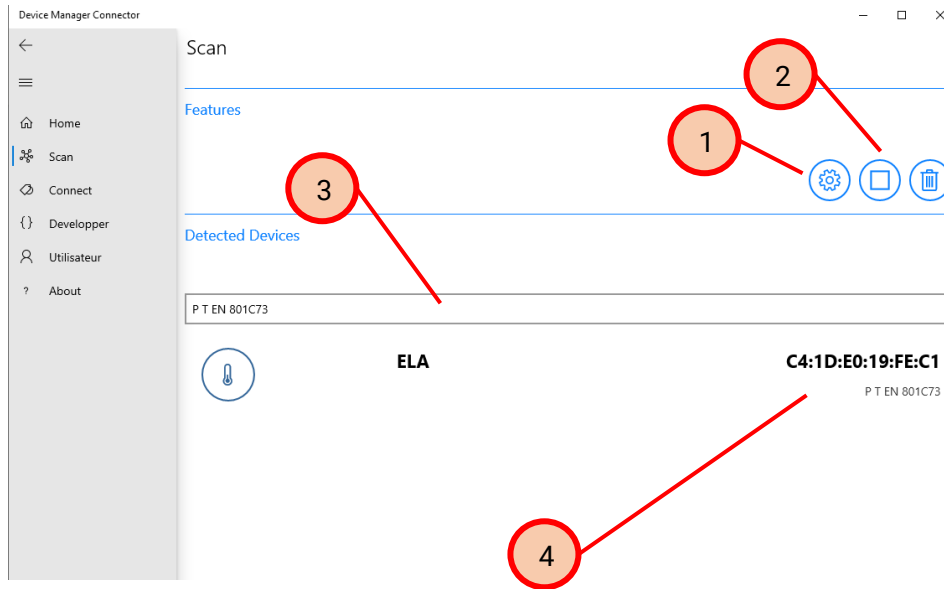 Device Manager Connector
Scan
2
Features
1
Home
Scan
3
Connect
Developper
Detected Devices
Utilisateur
? About
P T EN 801C73
ELA C4:1D:E0:19:FE:C1
P T EN 801C73
4